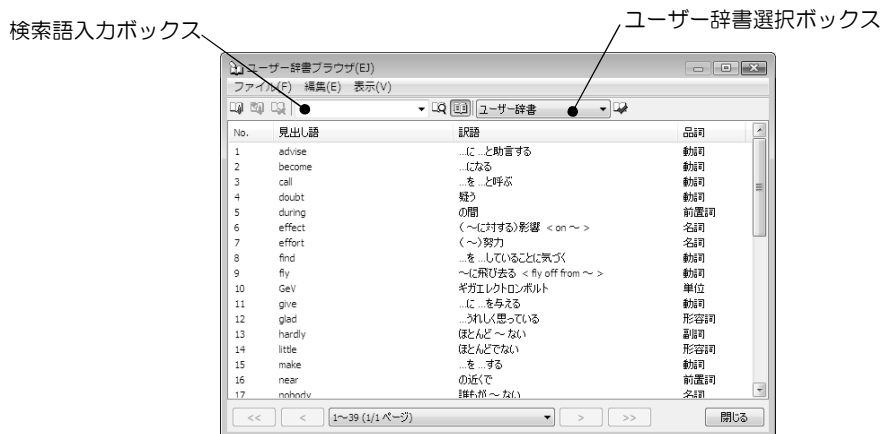 検索語入力ボックス
ユーザー辞書選択ボックス
ユーザー辞書ブラウザ(EJ)
ファイル(F) 編集(E) 表示(V)
ユーザー辞書
No. 見出し語 訳語 品詞
1 advise ...に ...と助言する 動詞
2 become ...になる 動詞
3 call ...を ...と呼ぶ 動詞
4 doubt 疑う 動詞
5 during の間 前置詞
6 effect (～に対する)影響 < on ～ > 名詞
7 effort (～)努力 名詞
8 find ...を ...していることに気づく 動詞
9 fly ～に飛び去る < fly off from ～ > 動詞
10 GeV ギガエレクトロンボルト 単位
11 give ...に ...を与える 動詞
12 glad ...うれしく思っている 形容詞
13 hardly ほとんど ～ ない 副詞
14 little ほとんどでない 形容詞
15 make ...を ...する 動詞
16 near の近くで 前置詞
17 nobody 誰もが ～ ない 名詞
<< < 1～39 (1/1 ページ) > >> 閉じる